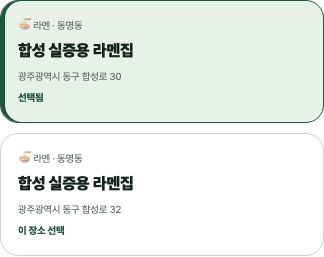 🍜 라멘 · 동명동
합성 실증용 라멘집
광주광역시 동구 합성로 30
선택됨
🍜 라멘 · 동명동
합성 실증용 라멘집
광주광역시 동구 합성로 32
이 장소 선택